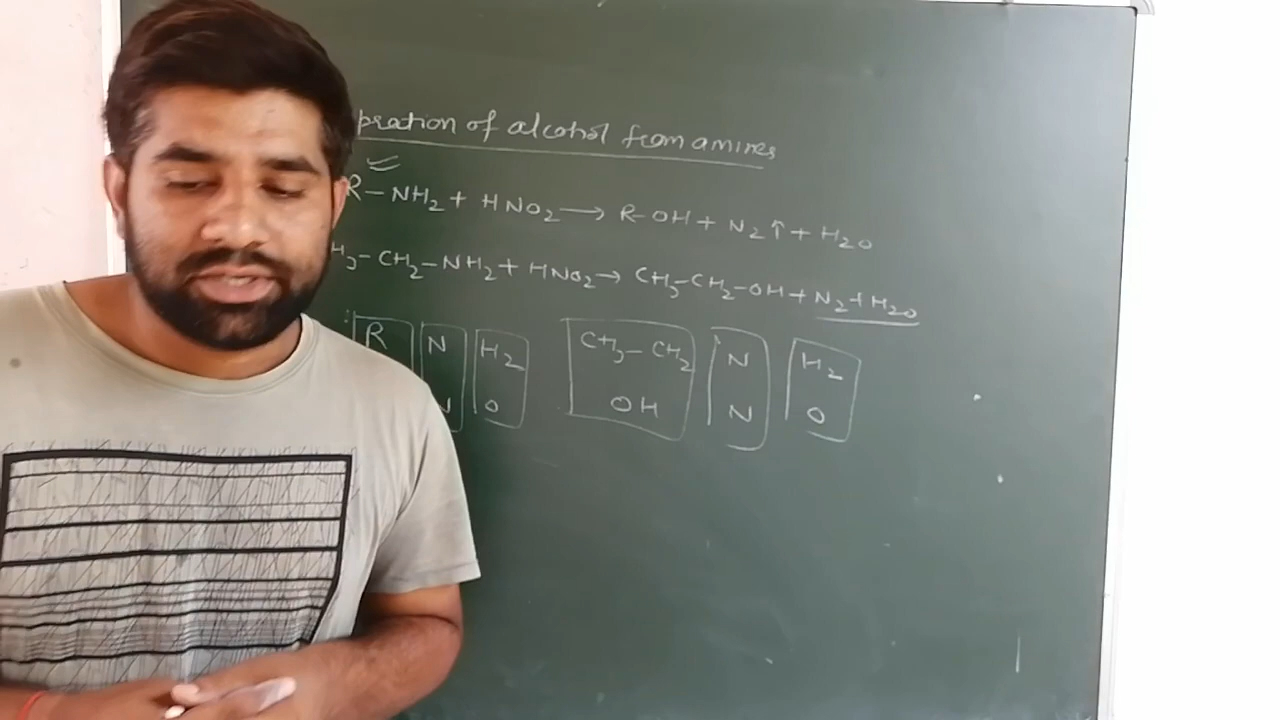 pration of alcohol from amines
R-NH2 + HNO2 → R-OH + N2↑ + H2O
H3-CH2-NH2 + HNO2 → CH3-CH2-OH + N2 + H2O
R N H2 CH3-CH2 N H2
N O OH N O